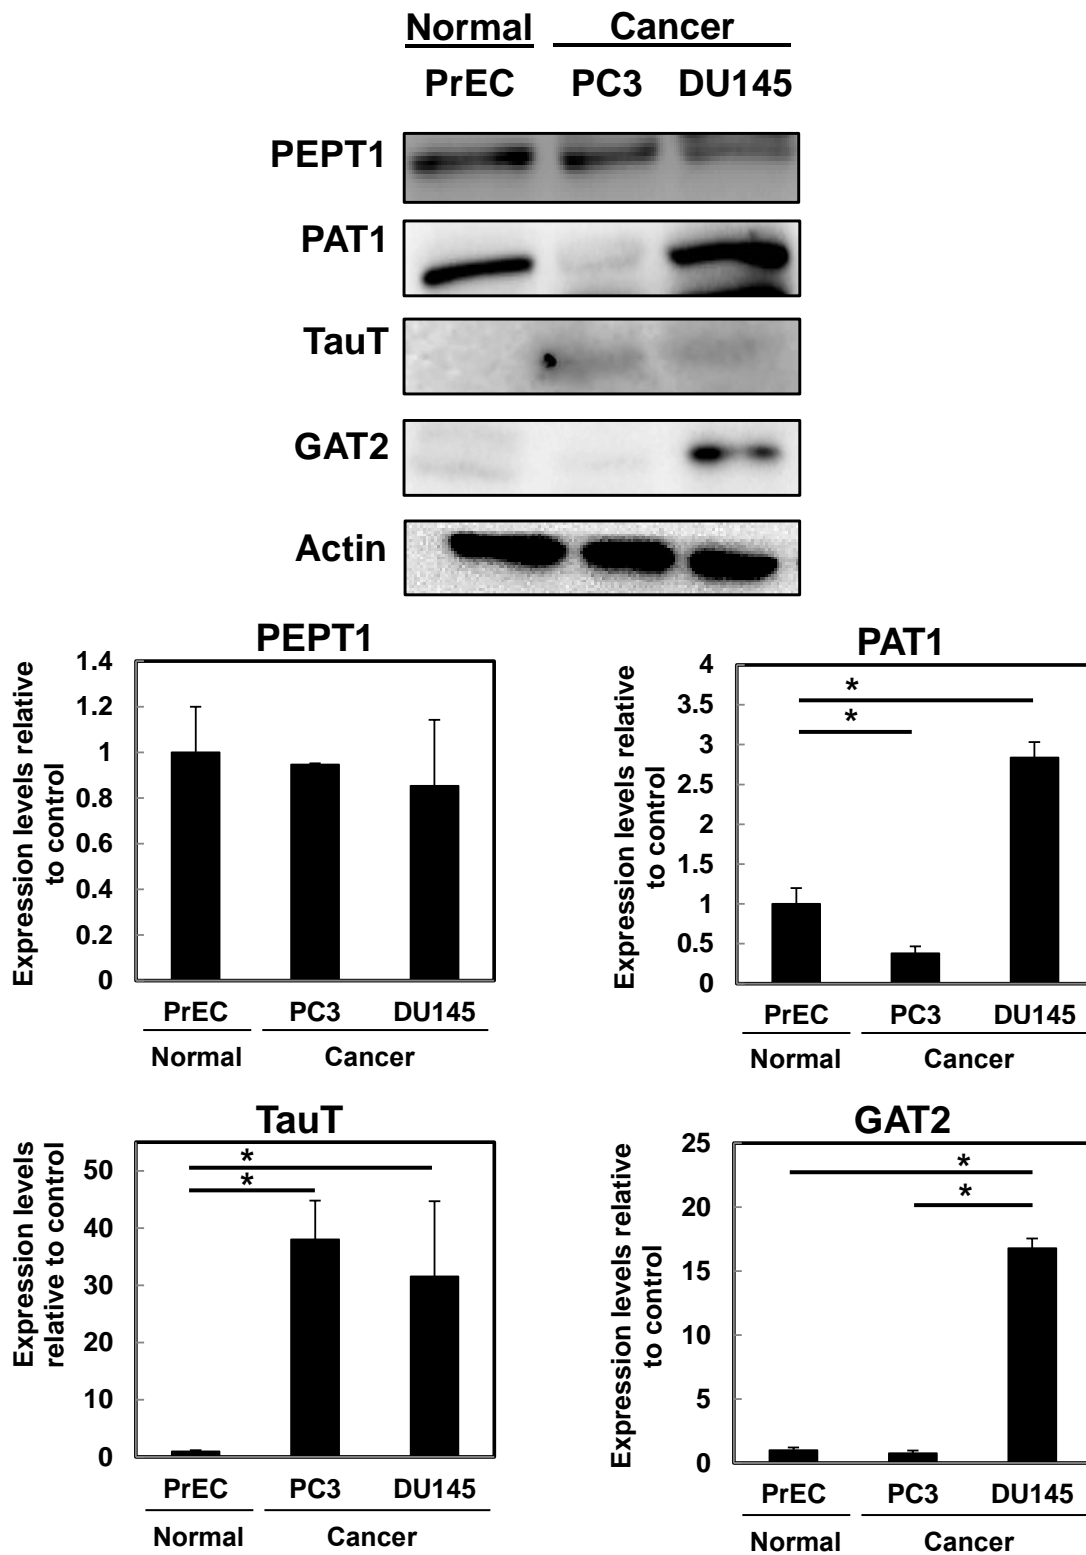 Normal Cancer
PrEC PC3 DU145
PEPT1
PAT1
TauT
GAT2
Actin
PEPT1
Expression levels relative
to control
1.4
1.2
1
0.8
0.6
0.4
0.2
0
PrEC PC3 DU145
Normal Cancer
PAT1
Expression levels relative
to control
4
3.5
3
2.5
2
1.5
1
0.5
0
*
*
PrEC PC3 DU145
Normal Cancer
TauT
Expression levels
relative to control
50
40
30
20
10
0
*
*
PrEC PC3 DU145
Normal Cancer
GAT2
Expression levels relative
to control
25
20
15
10
5
0
*
*
PrEC PC3 DU145
Normal Cancer